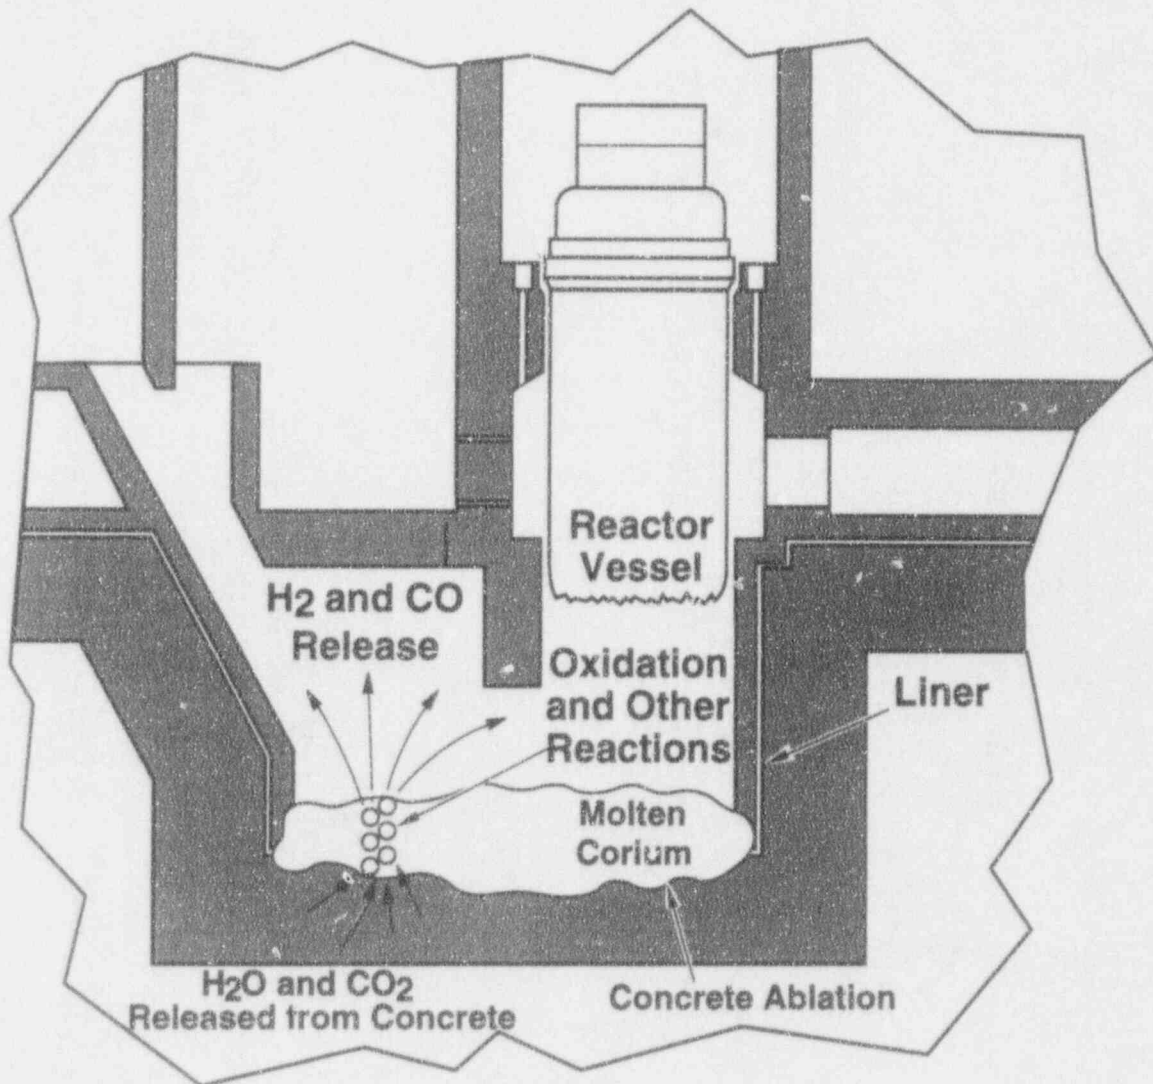 Reactor
Vessel
H2 and CO
Release
Oxidation
and Other
Reactions
Liner
Molten
Corium
H2O and CO2
Released from Concrete
Concrete Ablation